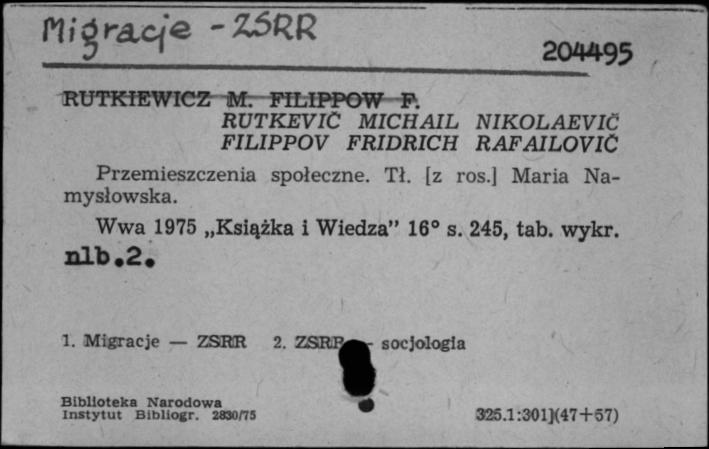 Migracje - ZSRR
204495
RUTKIEWICZ M. FILIPPOW F.
RUTKEVIČ MICHAIL NIKOLAEVIČ
FILIPPOV FRIDRICH RAFAILOVIČ
Przemieszczenia społeczne. Tł. [z ros.] Maria Na-
mysłowska.
Wwa 1975 „Książka i Wiedza” 16° s. 245, tab. wykr.
nlb.2.
1. Migracje — ZSRR 2. ZSRR - socjologia
Biblioteka Narodowa
Instytut Bibliogr. 2830/75
325.1:301](47+57)